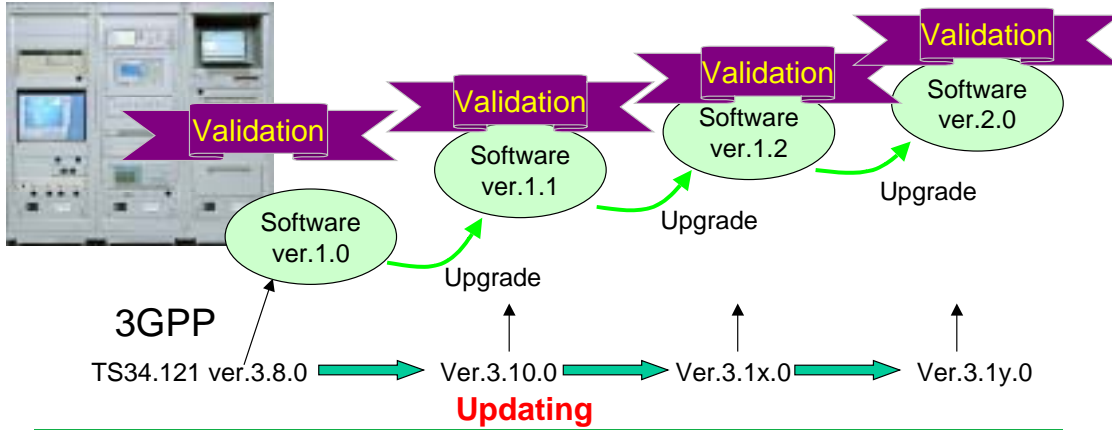 Validation
Validation
Validation
Validation
Software
ver.2.0
Software
ver.1.2
Software
ver.1.1
Software
ver.1.0
Upgrade
Upgrade
Upgrade
3GPP
TS34.121 ver.3.8.0
Ver.3.10.0
Ver.3.1x.0
Ver.3.1y.0
Updating